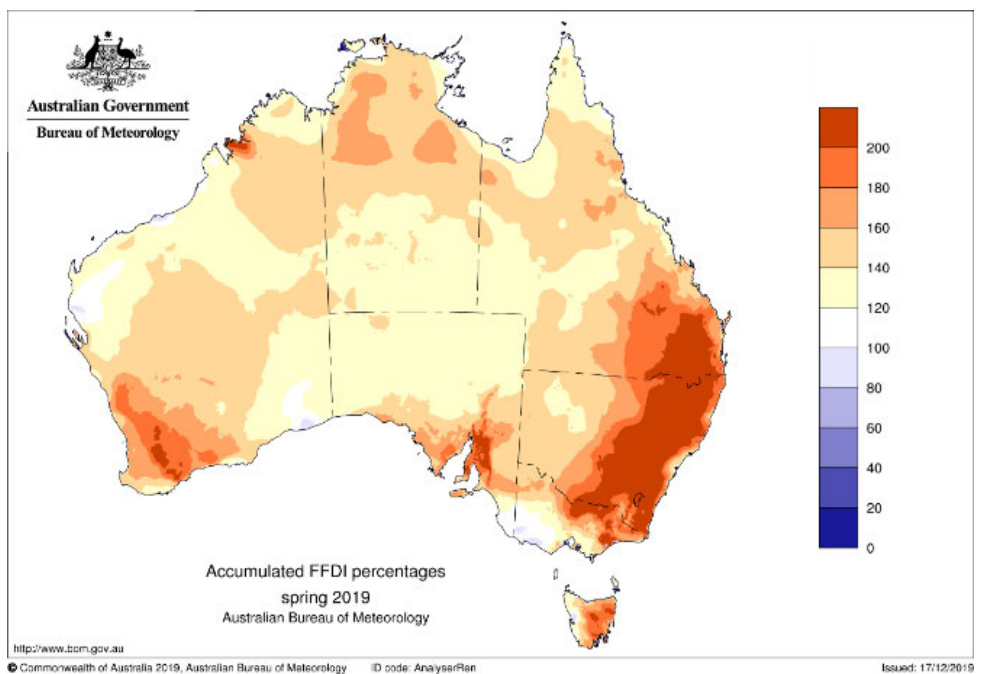 Australian Government
Bureau of Meteorology
200
180
160
140
120
100
80
60
40
20
0
Accumulated FFDI percentages
spring 2019
Australian Bureau of Meteorology
http://www.bom.gov.au
© Commonwealth of Australia 2019, Australian Bureau of Meteorology ID code: AnalyserRen Issued: 17/12/2019